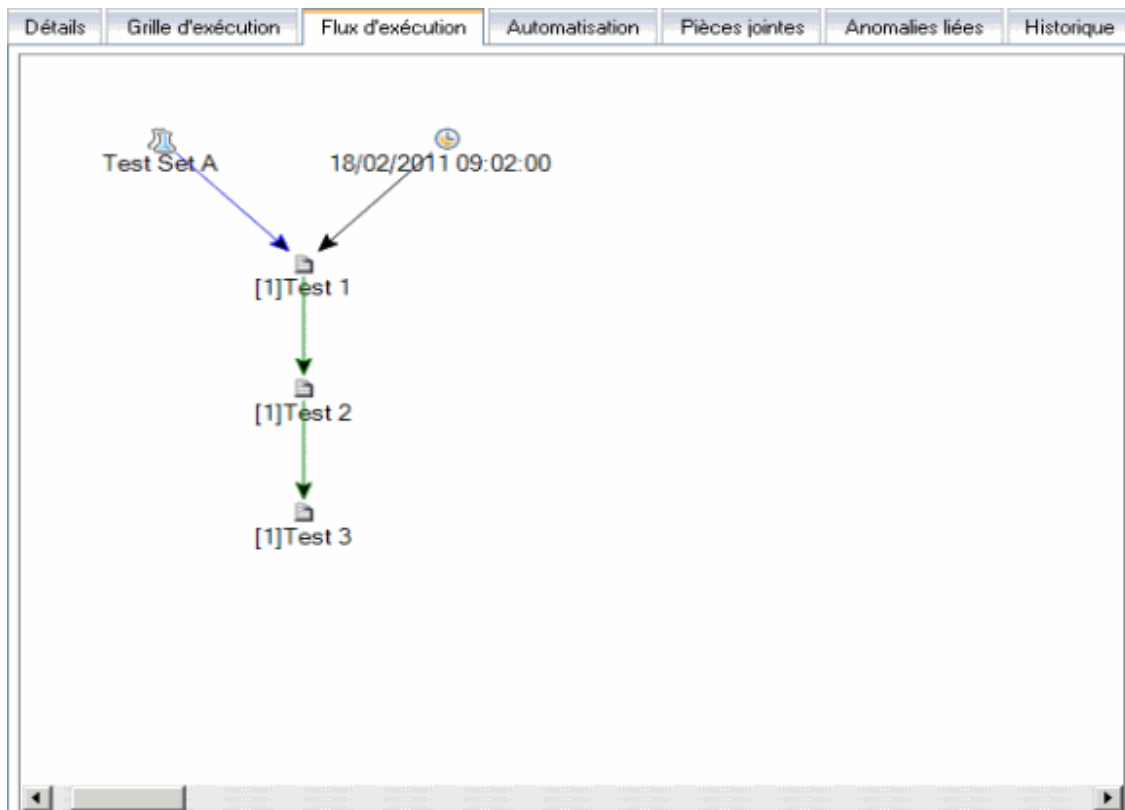 Détails
Grille d'exécution
Flux d'exécution
Automatisation
Pièces jointes
Anomalies liées
Historique
Test Set A
18/02/2011 09:02:00
[1]Test 1
[1]Test 2
[1]Test 3